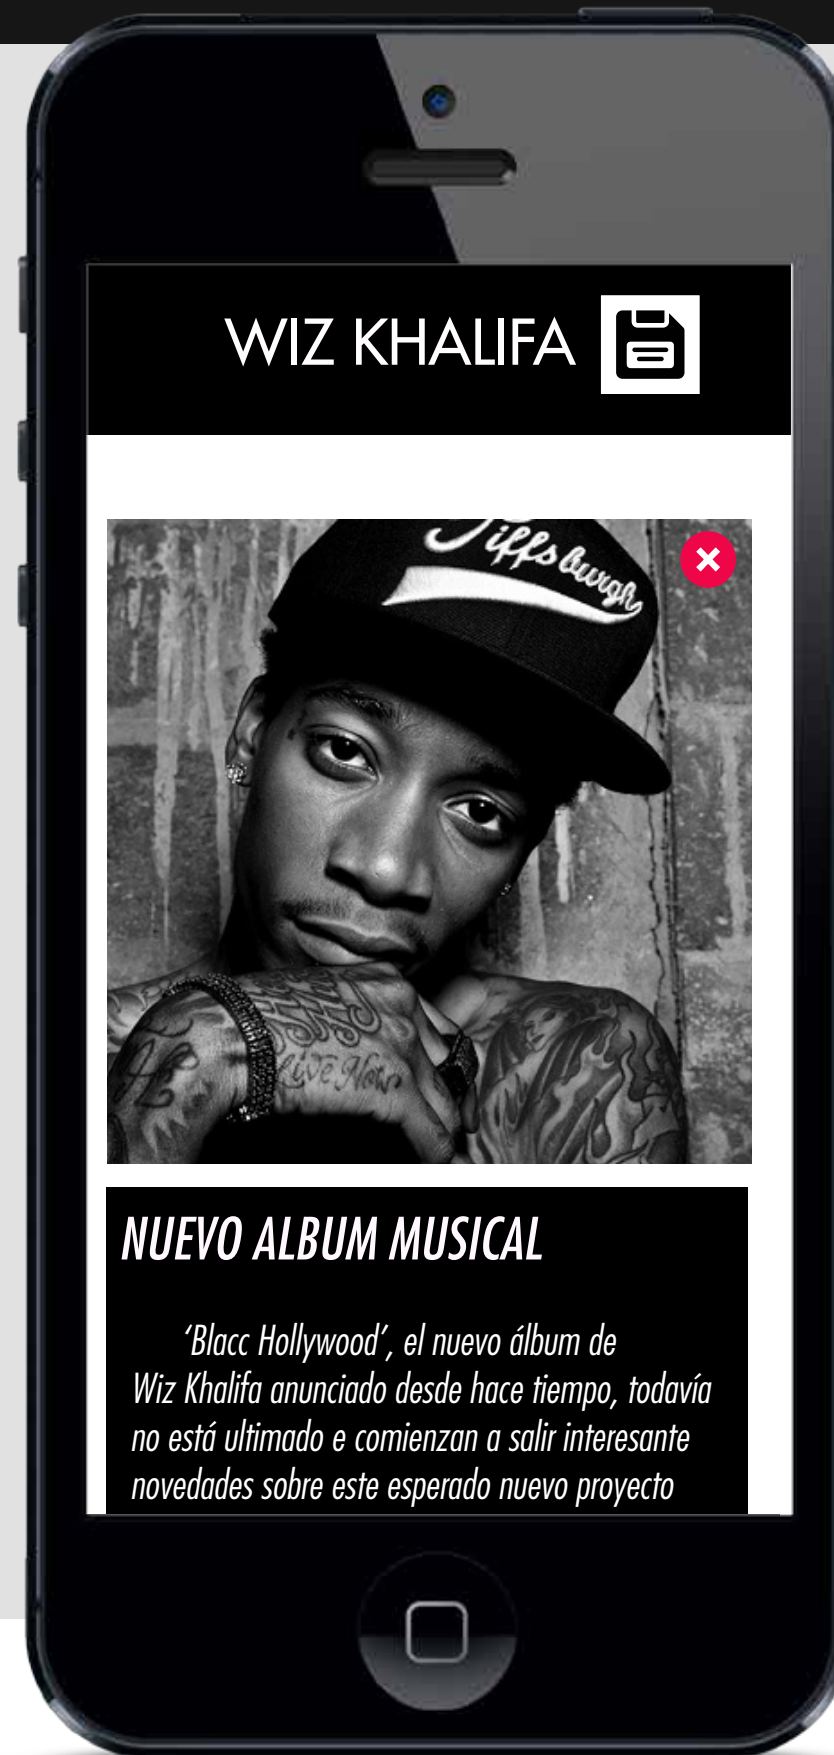 WIZ KHALIFA
Piffsburgh
Live Now
NUEVO ALBUM MUSICAL
‘Blacc Hollywood’, el nuevo álbum de
Wiz Khalifa anunciado desde hace tiempo, todavía
no está ultimado e comienzan a salir interesante
novedades sobre este esperado nuevo proyecto